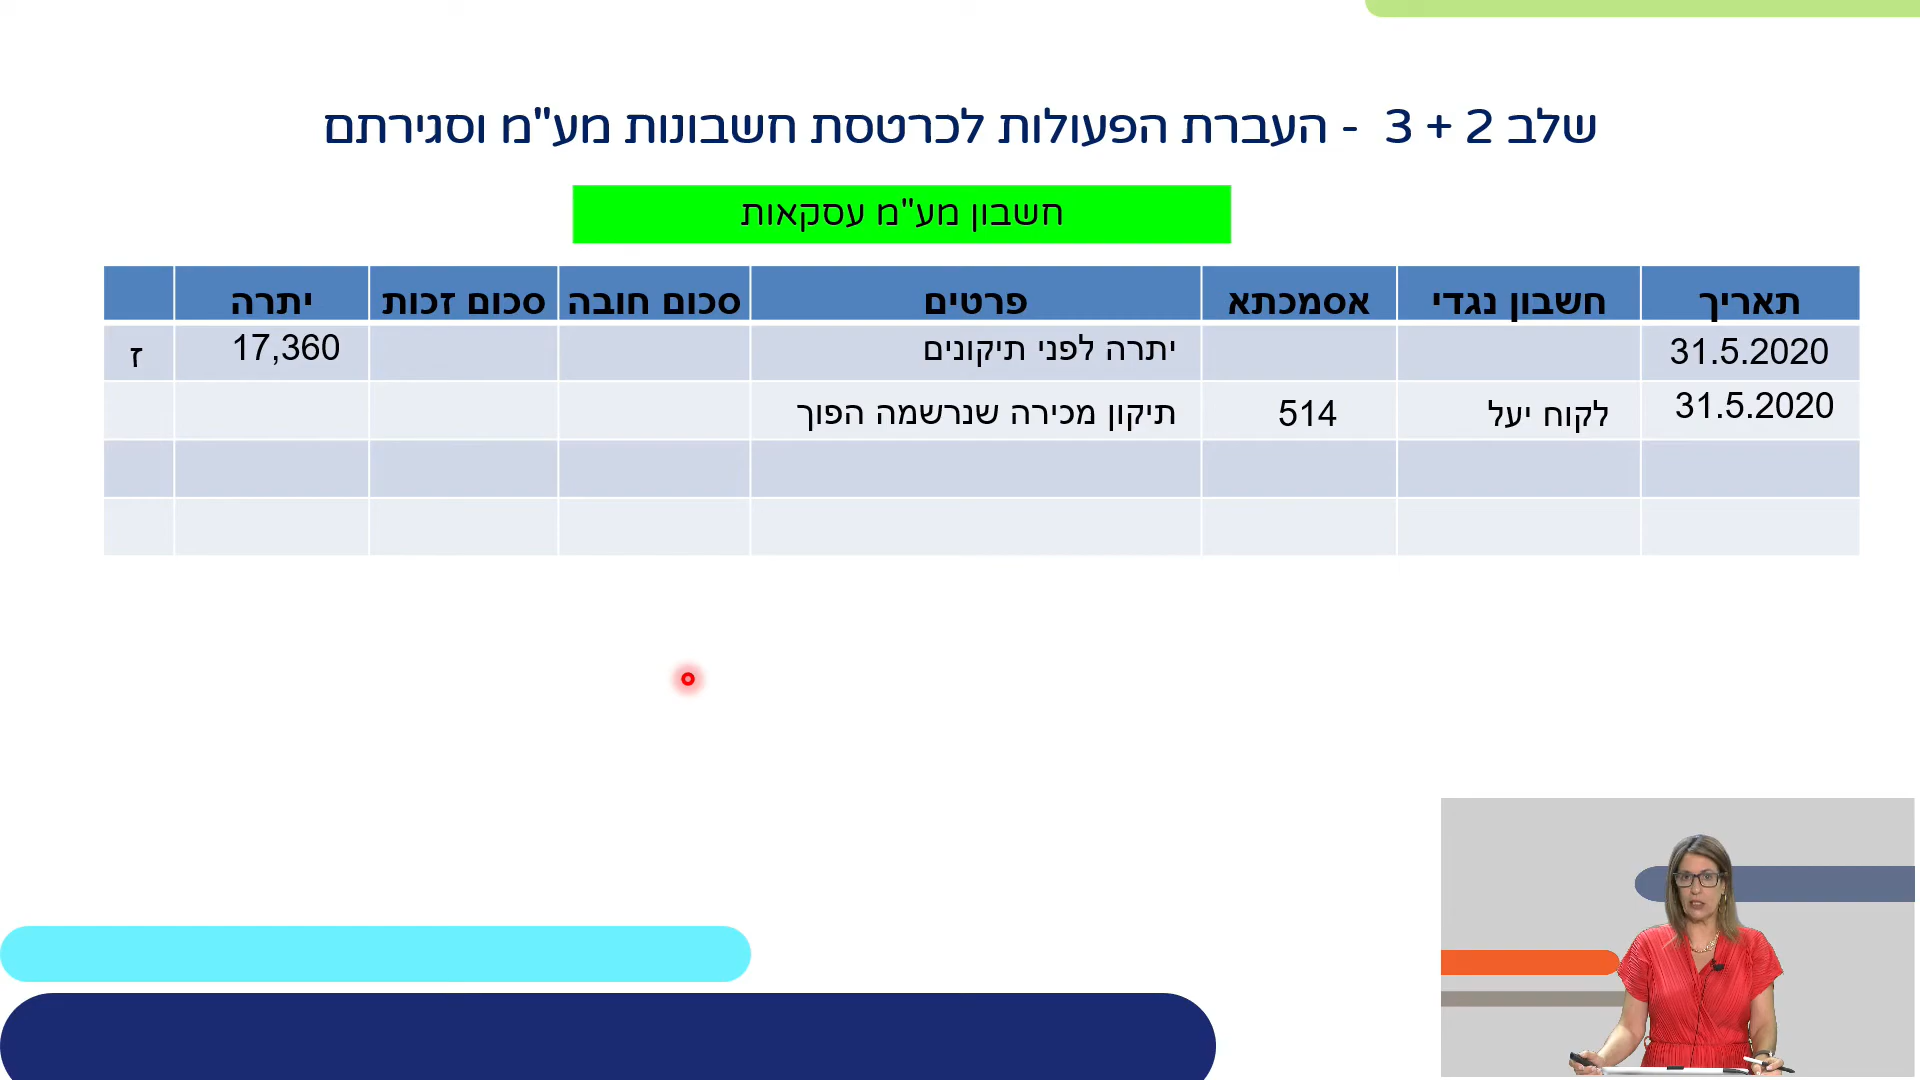 שלב 2 + 3 - העברת הפעולות לכרטסת חשבונות מע"מ וסגירתם
חשבון מע"מ עסקאות
תאריך חשבון נגדי אסמכתא פרטים סכום חובה סכום זכות יתרה
31.5.2020 יתרה לפני תיקונים 17,360 ז
31.5.2020 לקוח יעל 514 תיקון מכירה שנרשמה הפוך